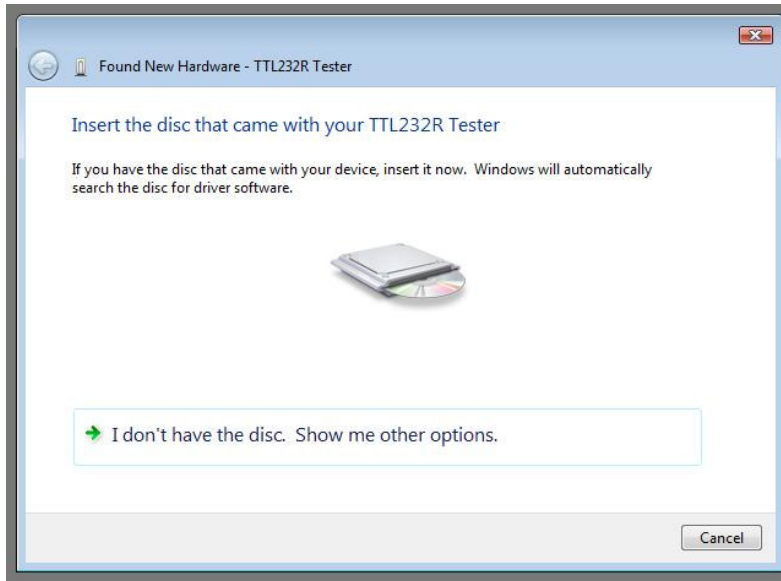 Found New Hardware - TTL232R Tester
Insert the disc that came with your TTL232R Tester
If you have the disc that came with your device, insert it now.  Windows will automatically
search the disc for driver software.
I don't have the disc.  Show me other options.
Cancel